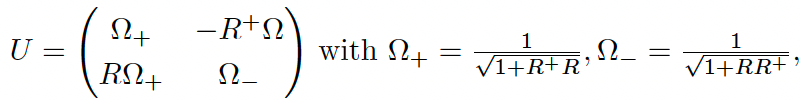 U = \begin{pmatrix} \Omega_+ & -R^+\Omega \\ R\Omega_+ & \Omega_- \end{pmatrix} with \Omega_+ = \frac{1}{\sqrt{1+R^+R}}, \Omega_- = \frac{1}{\sqrt{1+RR^+}},